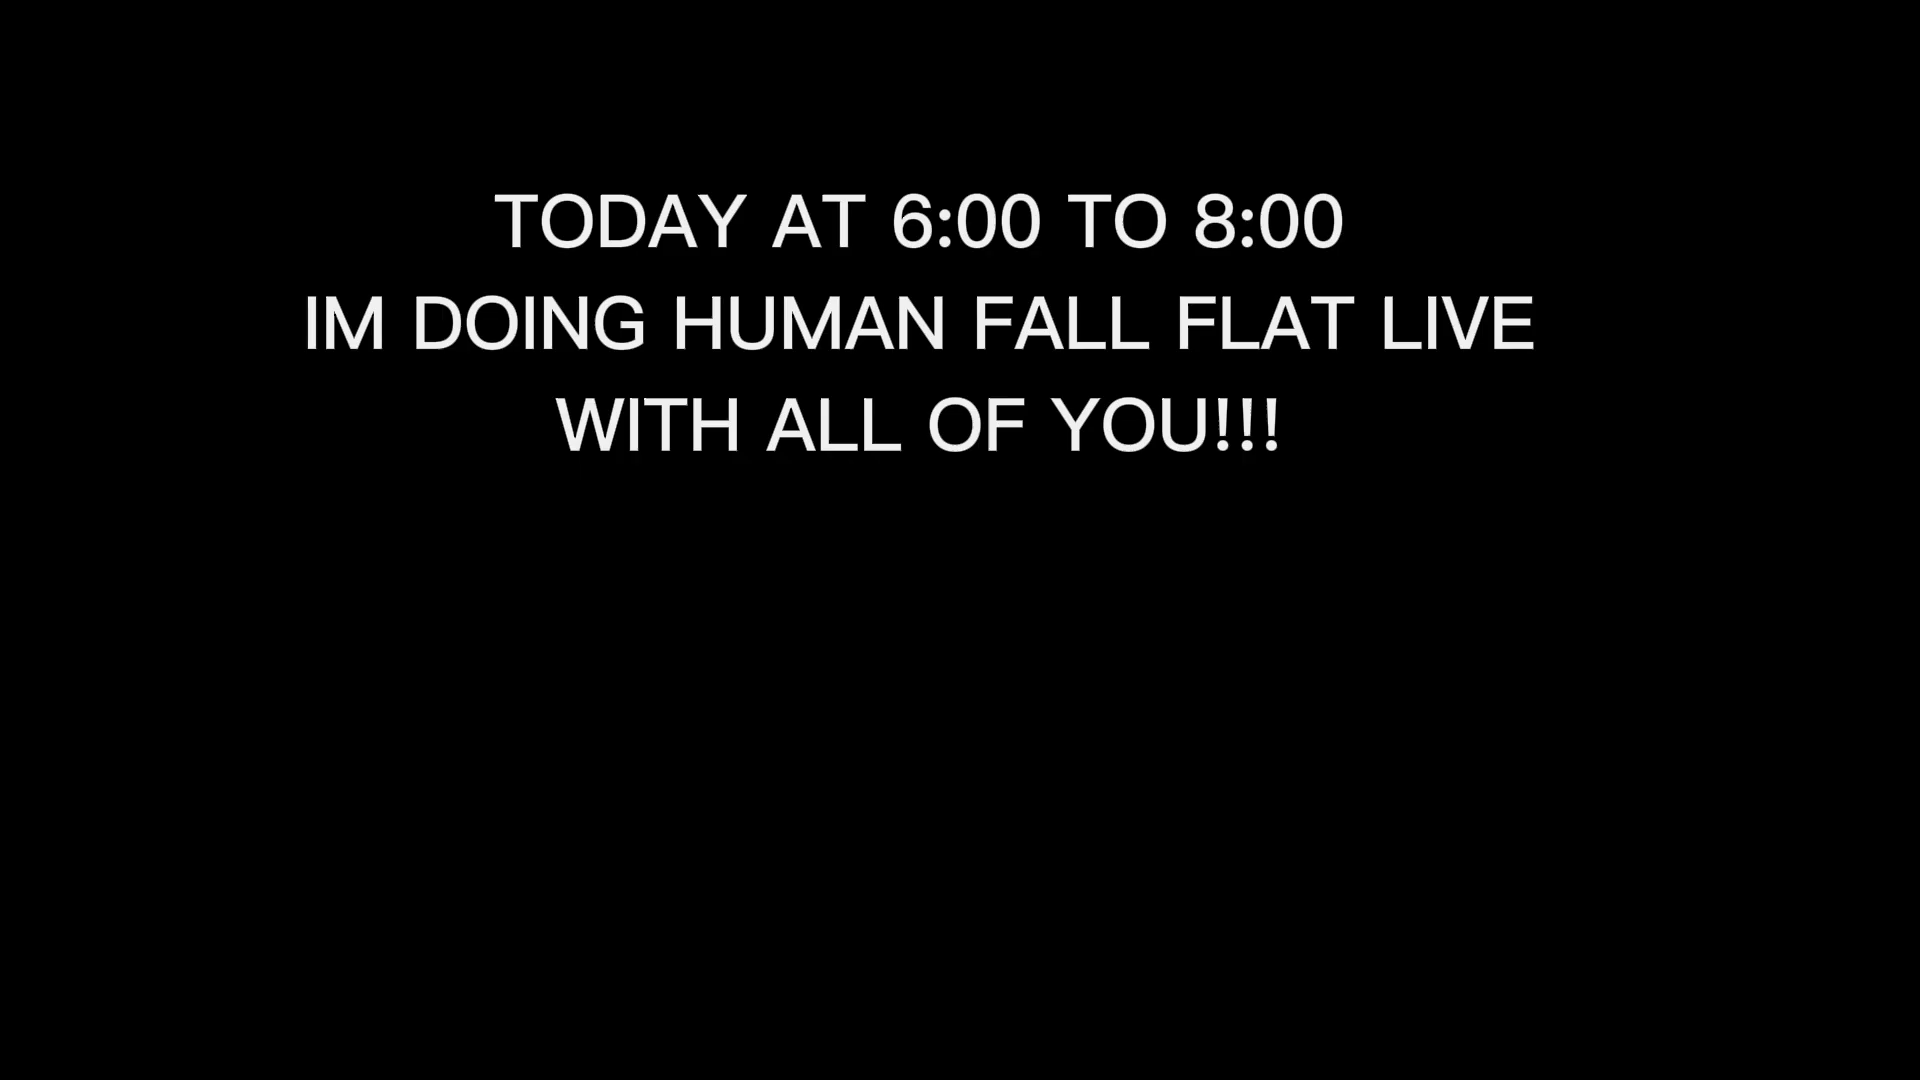 TODAY AT 6:00 TO 8:00
IM DOING HUMAN FALL FLAT LIVE
WITH ALL OF YOU!!!